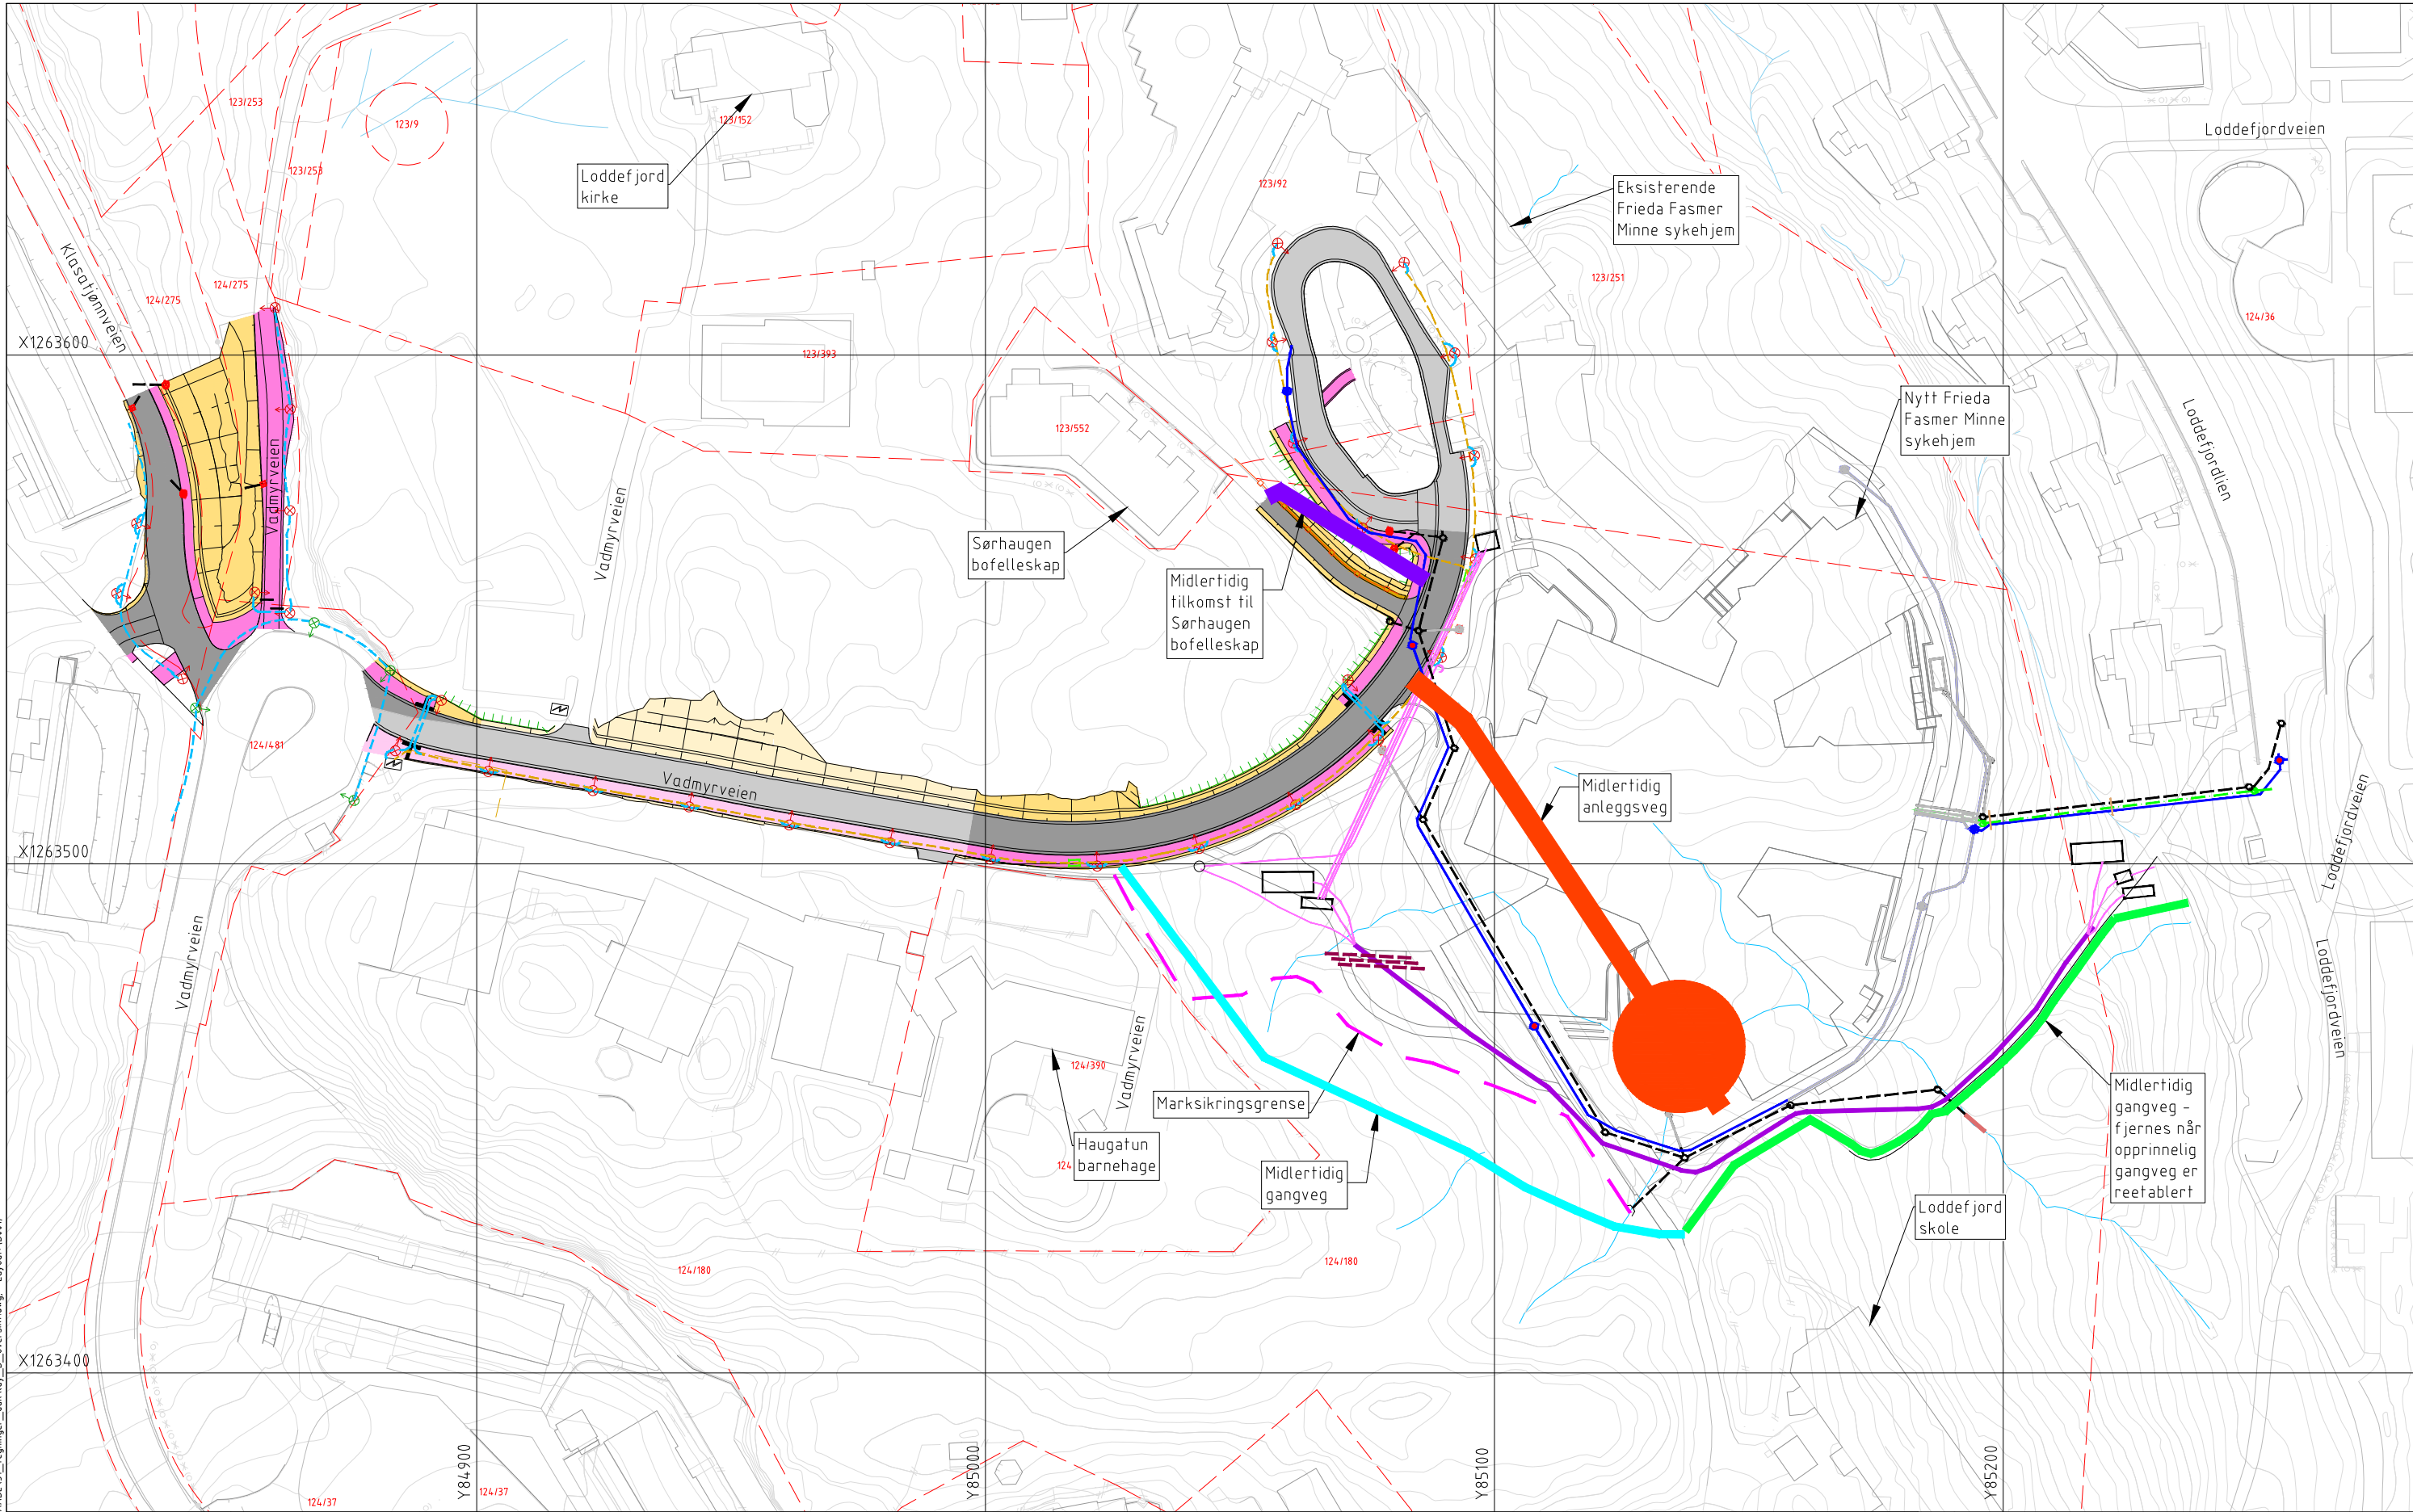 Loddefjordveien
123/253
123/9
123/152
123/253
Loddefjord
kirke
123/92
Eksisterende
Frieda Fasmer
Minne sykehjem
Klasatjønnveien
124/275
124/275
123/251
124/36
X1263600
123/393
Nytt Frieda
Fasmer Minne
sykehjem
Loddefjordlien
123/552
Vadmyrveien
Vadmyrveien
Sørhaugen
bofelleskap
Midlertidig
tilkomst til
Sørhaugen
bofelleskap
124/481
Vadmyrveien
Midlertidig
anleggsveg
Loddefjordveien
X1263500
Vadmyrveien
Loddefjordveien
124/390
Vadmyrveien
Marksikringsgrense
Midlertidig
gangveg -
fjernes når
opprinnelig
gangveg er
reetablert
Haugatun
barnehage
124
Midlertidig
gangveg
Loddefjord
skole
124/180
124/180
X1263400
Y84900
Y85000
Y85100
Y85200
124/37
124/37